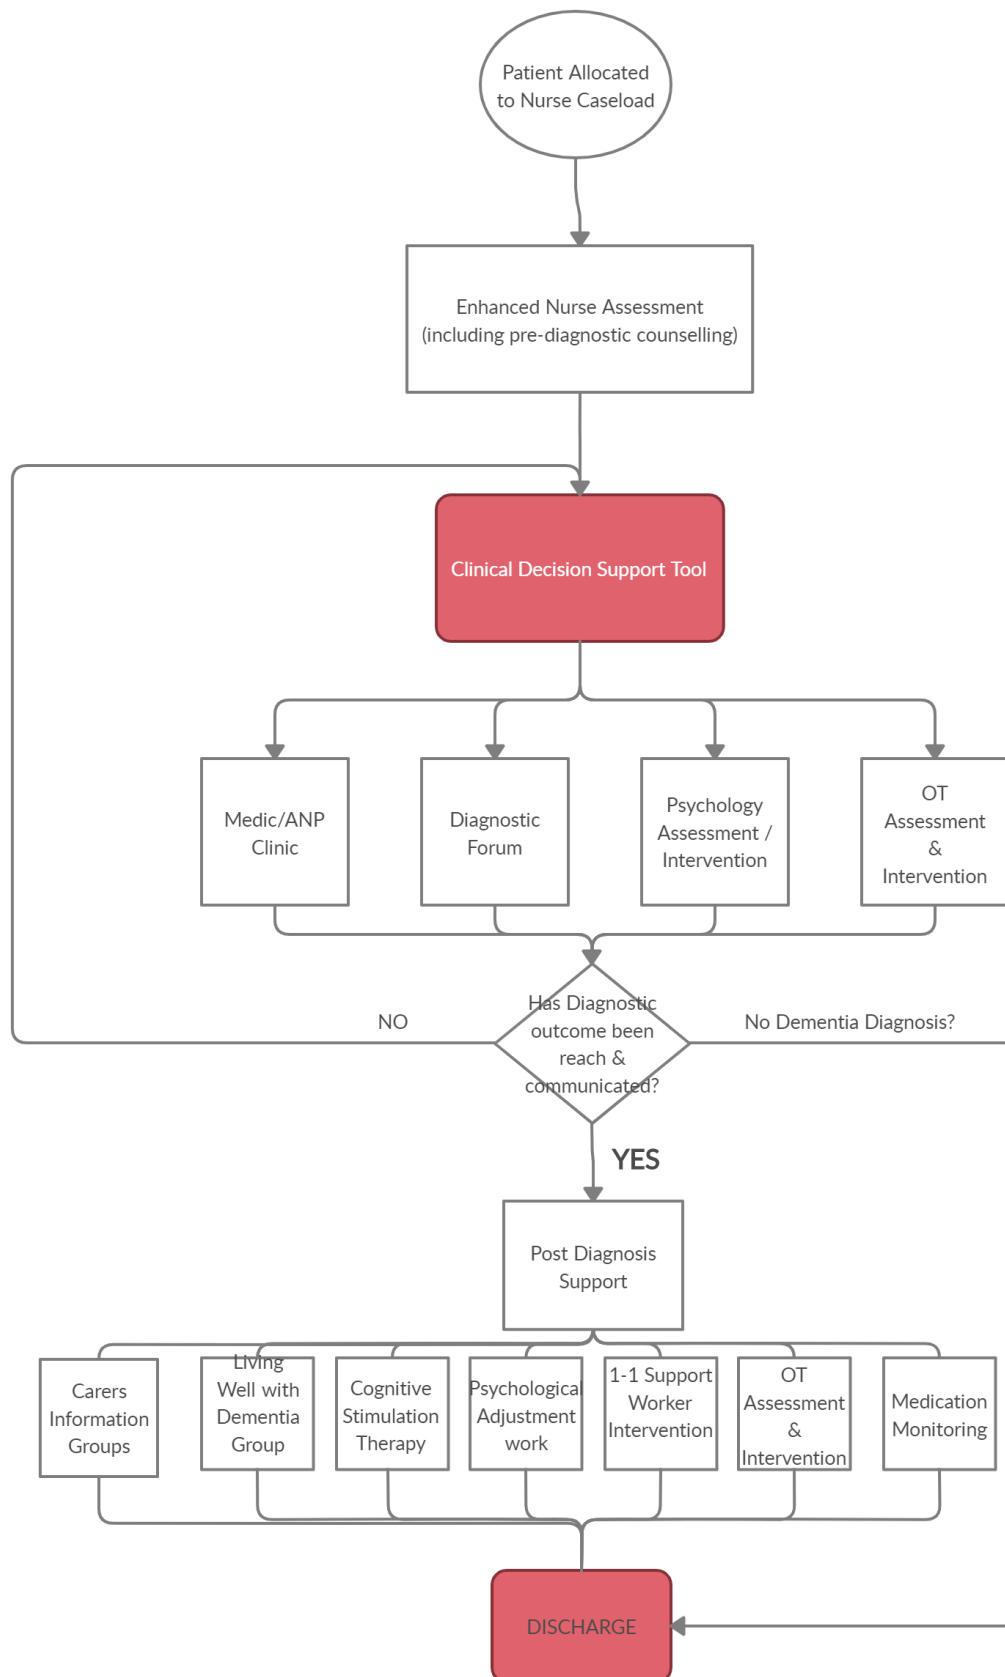 Patient Allocated
to Nurse Caseload
Enhanced Nurse Assessment
(including pre-diagnostic counselling)
Clinical Decision Support Tool
Medic/ANP
Clinic
Diagnostic
Forum
Psychology
Assessment /
Intervention
OT
Assessment
&
Intervention
Has Diagnostic
outcome been
reach &
communicated?
NO
No Dementia Diagnosis?
YES
Post Diagnosis
Support
Carers
Information
Groups
Living
Well with
Dementia
Group
Cognitive
Stimulation
Therapy
Psychological
Adjustment
work
1-1 Support
Worker
Intervention
OT
Assessment
&
Intervention
Medication
Monitoring
DISCHARGE